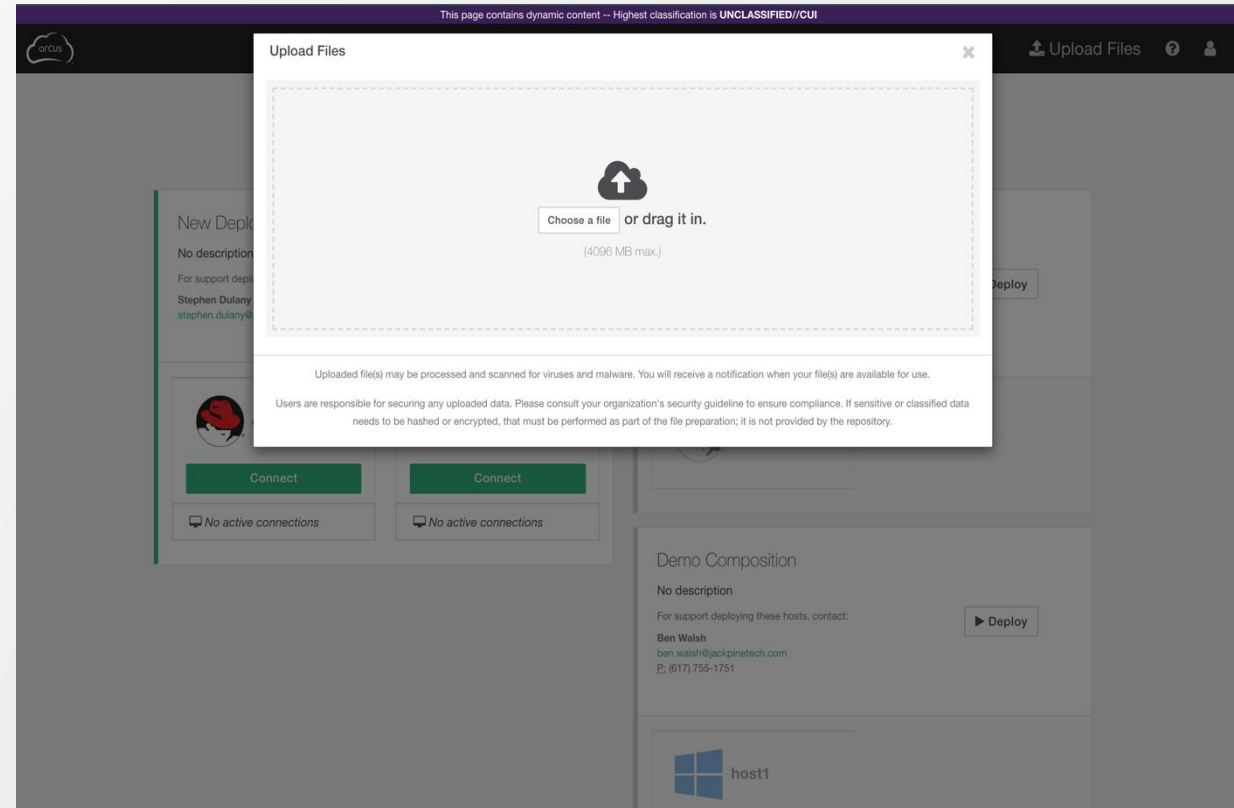 This page contains dynamic content -- Highest classification is UNCLASSIFIED//CUI
arcus
Upload Files
Upload Files
Choose a file or drag it in.
(4096 MB max.)
Uploaded file(s) may be processed and scanned for viruses and malware. You will receive a notification when your file(s) are available for use.
Users are responsible for securing any uploaded data. Please consult your organization's security guideline to ensure compliance. If sensitive or classified data
needs to be hashed or encrypted, that must be performed as part of the file preparation; it is not provided by the repository.
New
No description
For support
Stephen Dulany
stephen.dulany@
Connect
Connect
No active connections
No active connections
Deploy
Demo Composition
No description
For support deploying these hosts, contact:
Ben Walsh
ben.walsh@jackpinetech.com
P: (617) 755-1751
Deploy
host1